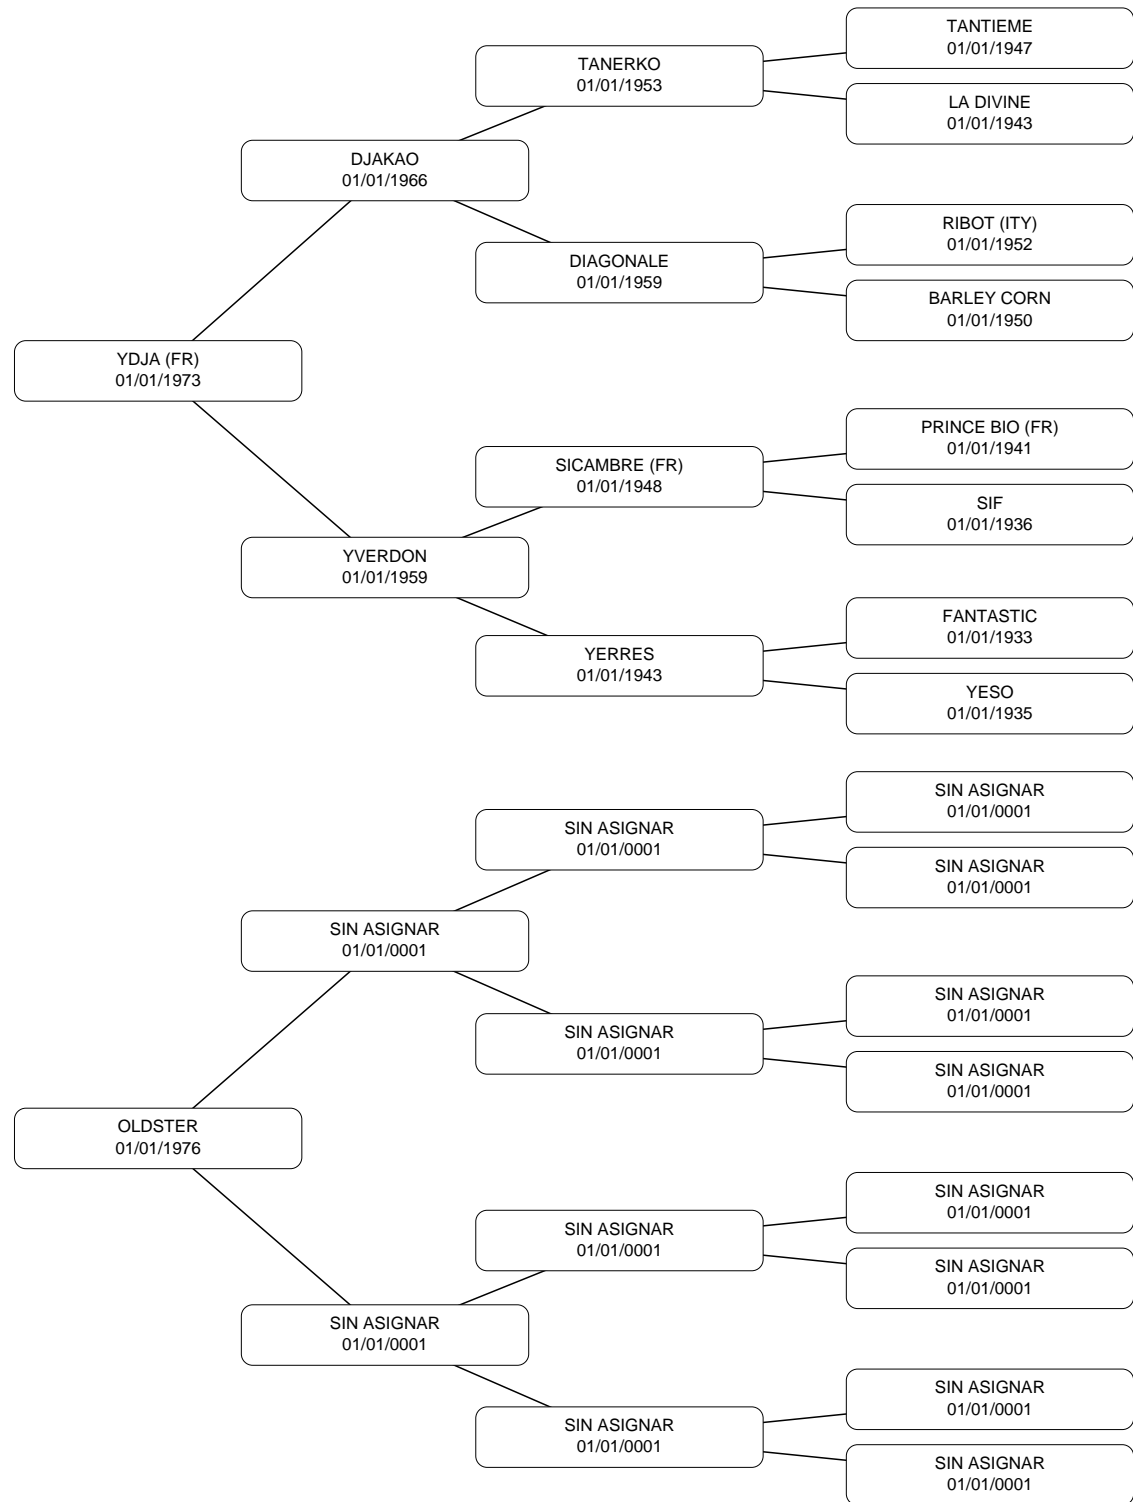 TANTIEME
01/01/1947
TANERKO
01/01/1953
LA DIVINE
01/01/1943
DJAKAO
01/01/1966
RIBOT (ITY)
01/01/1952
DIAGONALE
01/01/1959
BARLEY CORN
01/01/1950
YDJA (FR)
01/01/1973
PRINCE BIO (FR)
01/01/1941
SICAMBRE (FR)
01/01/1948
SIF
01/01/1936
YVERDON
01/01/1959
FANTASTIC
01/01/1933
YERRES
01/01/1943
YESO
01/01/1935
SIN ASIGNAR
01/01/0001
SIN ASIGNAR
01/01/0001
SIN ASIGNAR
01/01/0001
SIN ASIGNAR
01/01/0001
SIN ASIGNAR
01/01/0001
SIN ASIGNAR
01/01/0001
SIN ASIGNAR
01/01/0001
OLDSTER
01/01/1976
SIN ASIGNAR
01/01/0001
SIN ASIGNAR
01/01/0001
SIN ASIGNAR
01/01/0001
SIN ASIGNAR
01/01/0001
SIN ASIGNAR
01/01/0001
SIN ASIGNAR
01/01/0001
SIN ASIGNAR
01/01/0001